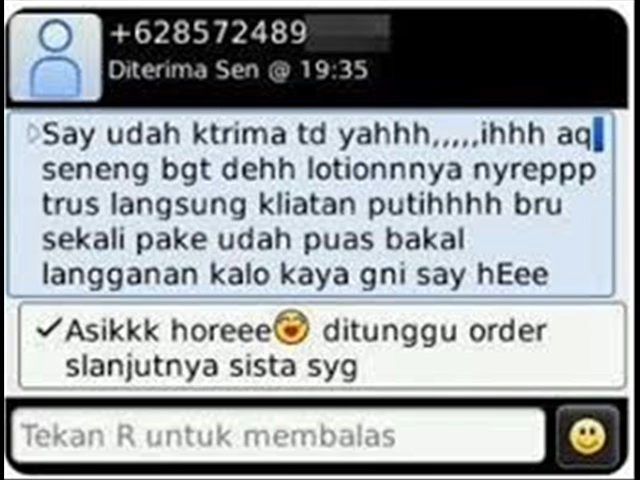 +628572489
Diterima Sen @ 19:35
Say udah ktrima td yahhh,,,,,ihhh aq
seneng bgt dehh lotionnnya nyreppp
trus langsung kliatan putihhhh bru
sekali pake udah puas bakal
langganan kalo kaya gni say hEee
Asikkk horeee ditunggu order
slanjutnya sista syg
Tekan R untuk membalas